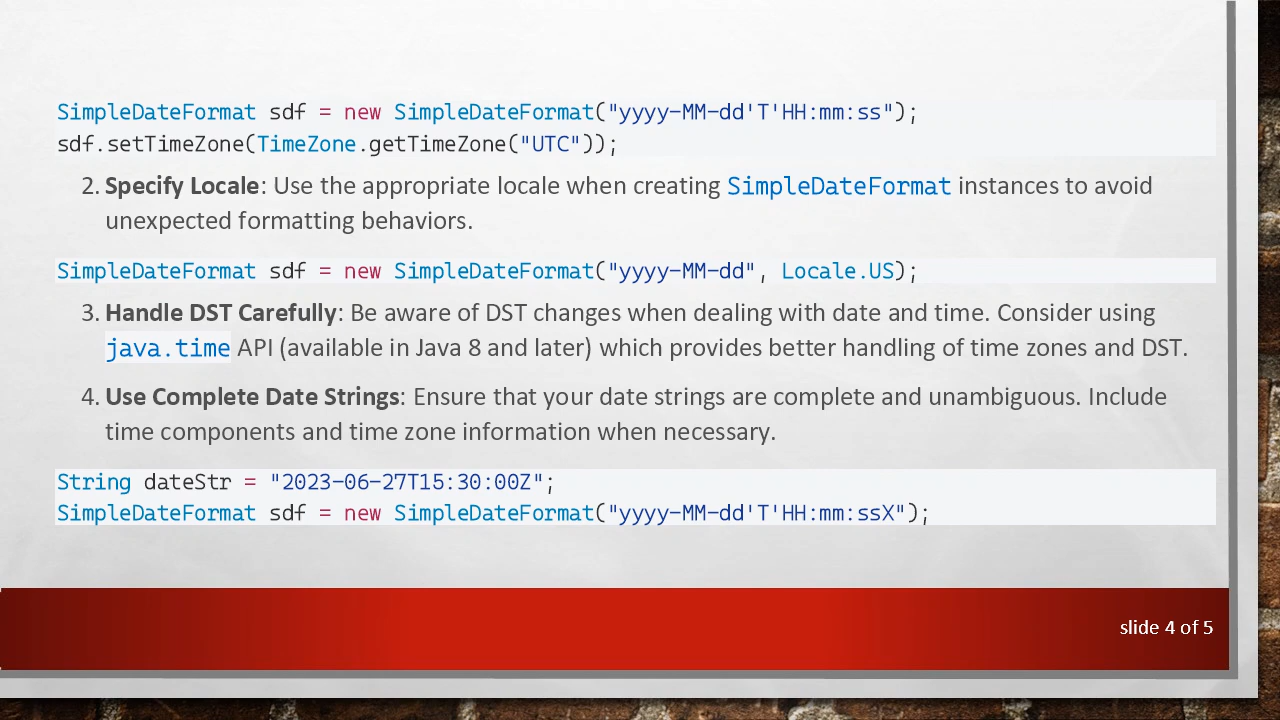 SimpleDateFormat sdf = new SimpleDateFormat("yyyy-MM-dd'T'HH:mm:ss");
sdf.setTimeZone(TimeZone.getTimeZone("UTC"));
2. Specify Locale: Use the appropriate locale when creating SimpleDateFormat instances to avoid
unexpected formatting behaviors.
SimpleDateFormat sdf = new SimpleDateFormat("yyyy-MM-dd", Locale.US);
3. Handle DST Carefully: Be aware of DST changes when dealing with date and time. Consider using
java.time API (available in Java 8 and later) which provides better handling of time zones and DST.
4. Use Complete Date Strings: Ensure that your date strings are complete and unambiguous. Include
time components and time zone information when necessary.
String dateStr = "2023-06-27T15:30:00Z";
SimpleDateFormat sdf = new SimpleDateFormat("yyyy-MM-dd'T'HH:mm:ssX");
slide 4 of 5